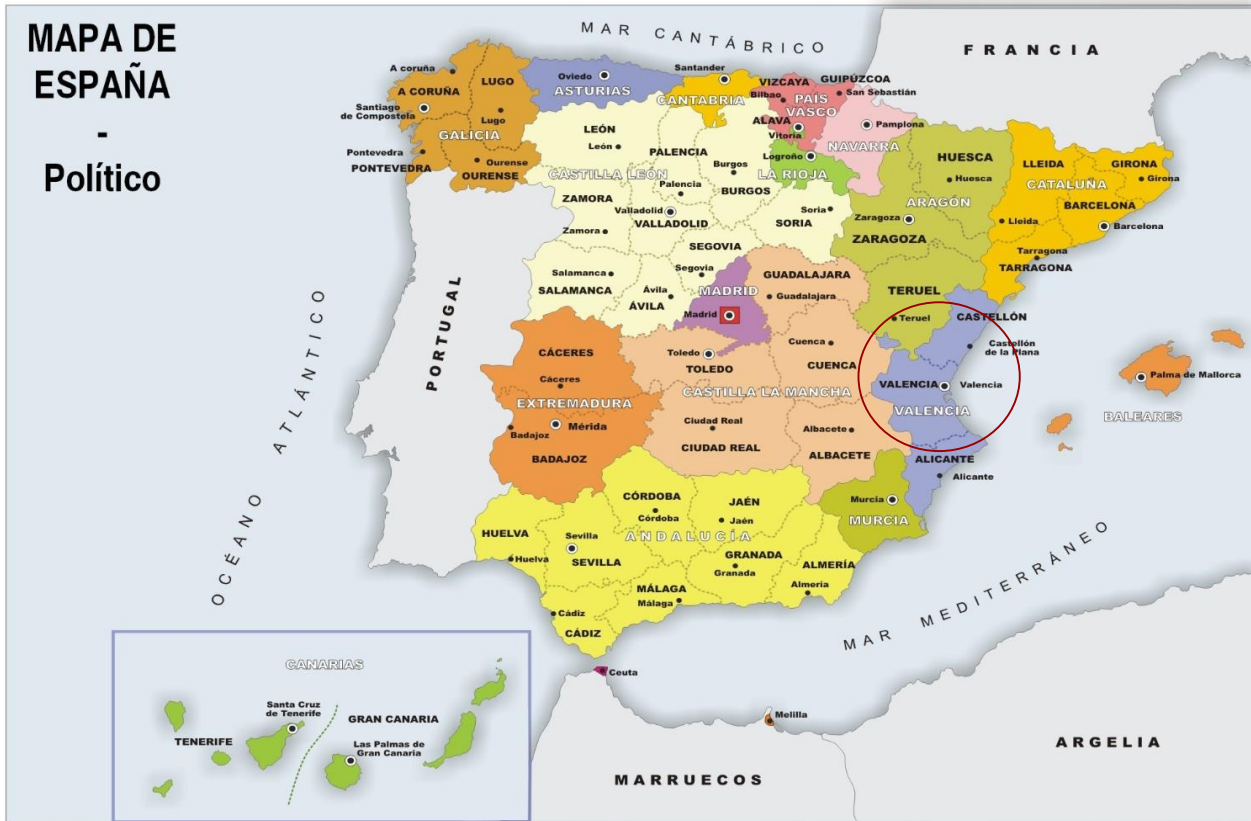 MAPA DE
ESPAÑA
-
Político
MAR CANTÁBRICO
FRANCIA
A coruña
A CORUÑA
LUGO
Lugo
Santiago
de Compostela
GALICIA
Pontevedra
PONTEVEDRA
Ourense
OURENSE
Oviedo
ASTURIAS
Santander
CANTABRIA
VIZCAYA
Bilbao
GUIPÚZCOA
San Sebastián
PAÍS
VASCO
ALAVA
Vitoria
Pamplona
NAVARRA
Logroño
LA RIOJA
LEÓN
León
PALENCIA
Palencia
Burgos
BURGOS
CASTILLA LEÓN
ZAMORA
Zamora
Valladolid
VALLADOLID
Soria
SORIA
SEGOVIA
Segovia
Salamanca
SALAMANCA
Ávila
ÁVILA
MADRID
Madrid
HUESCA
Huesca
ARAGÓN
Zaragoza
ZARAGOZA
TERUEL
Teruel
LLEIDA
Lleida
GIRONA
Girona
CATALUÑA
BARCELONA
Barcelona
Tarragona
TARRAGONA
GUADALAJARA
Guadalajara
Cuenca
CUENCA
Toledo
TOLEDO
CASTILLA LA MANCHA
Ciudad Real
CIUDAD REAL
Albacete
ALBACETE
CASTELLÓN
Castellón
de la Plana
VALENCIA
Valencia
VALENCIA
ALICANTE
Alicante
Palma de Mallorca
BALEARES
CÁCERES
Cáceres
EXTREMADURA
Mérida
Badajoz
BADAJOZ
Murcia
MURCIA
CÓRDOBA
Córdoba
JAÉN
Jaén
ANDALUCÍA
HUELVA
Huelva
Sevilla
SEVILLA
GRANADA
Granada
ALMERÍA
Almería
MÁLAGA
Málaga
Cádiz
CÁDIZ
PORTUGAL
OCÉANO ATLÁNTICO
MAR MEDITERRÁNEO
Ceuta
Melilla
MARRUECOS
ARGELIA
CANARIAS
Santa Cruz
de Tenerife
TENERIFE
GRAN CANARIA
Las Palmas de
Gran Canaria